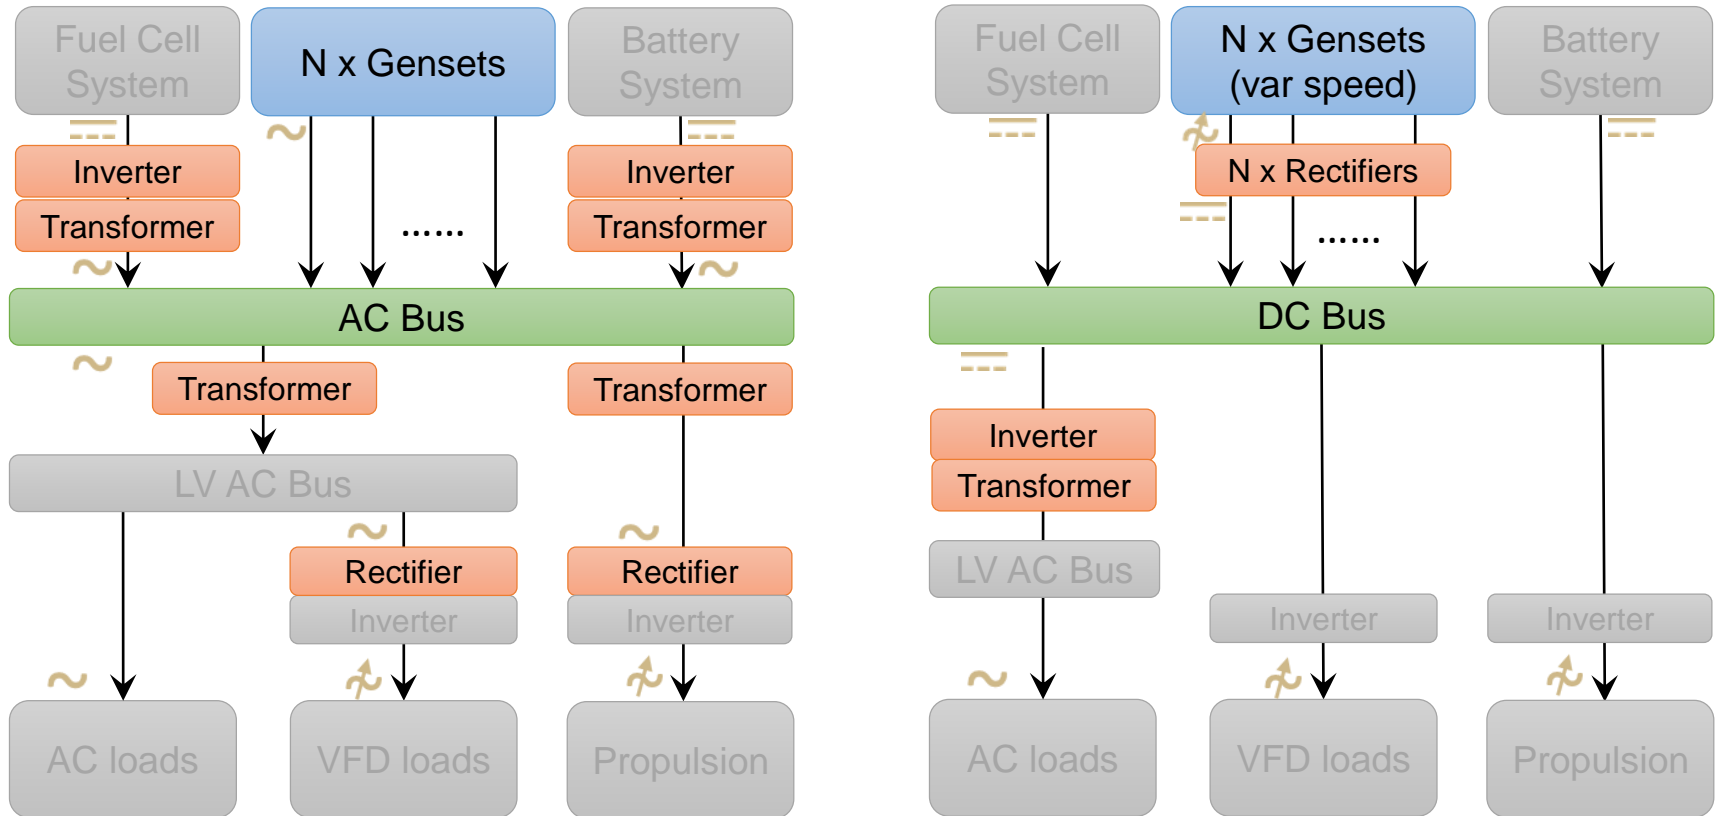 Fuel Cell
System
N x Gensets
Battery
System
Inverter
Transformer
Inverter
Transformer
......
AC Bus
Transformer
Transformer
LV AC Bus
Rectifier
Inverter
Rectifier
Inverter
AC loads
VFD loads
Propulsion
Fuel Cell
System
N x Gensets
(var speed)
Battery
System
N x Rectifiers
......
DC Bus
Inverter
Transformer
LV AC Bus
Inverter
Inverter
AC loads
VFD loads
Propulsion